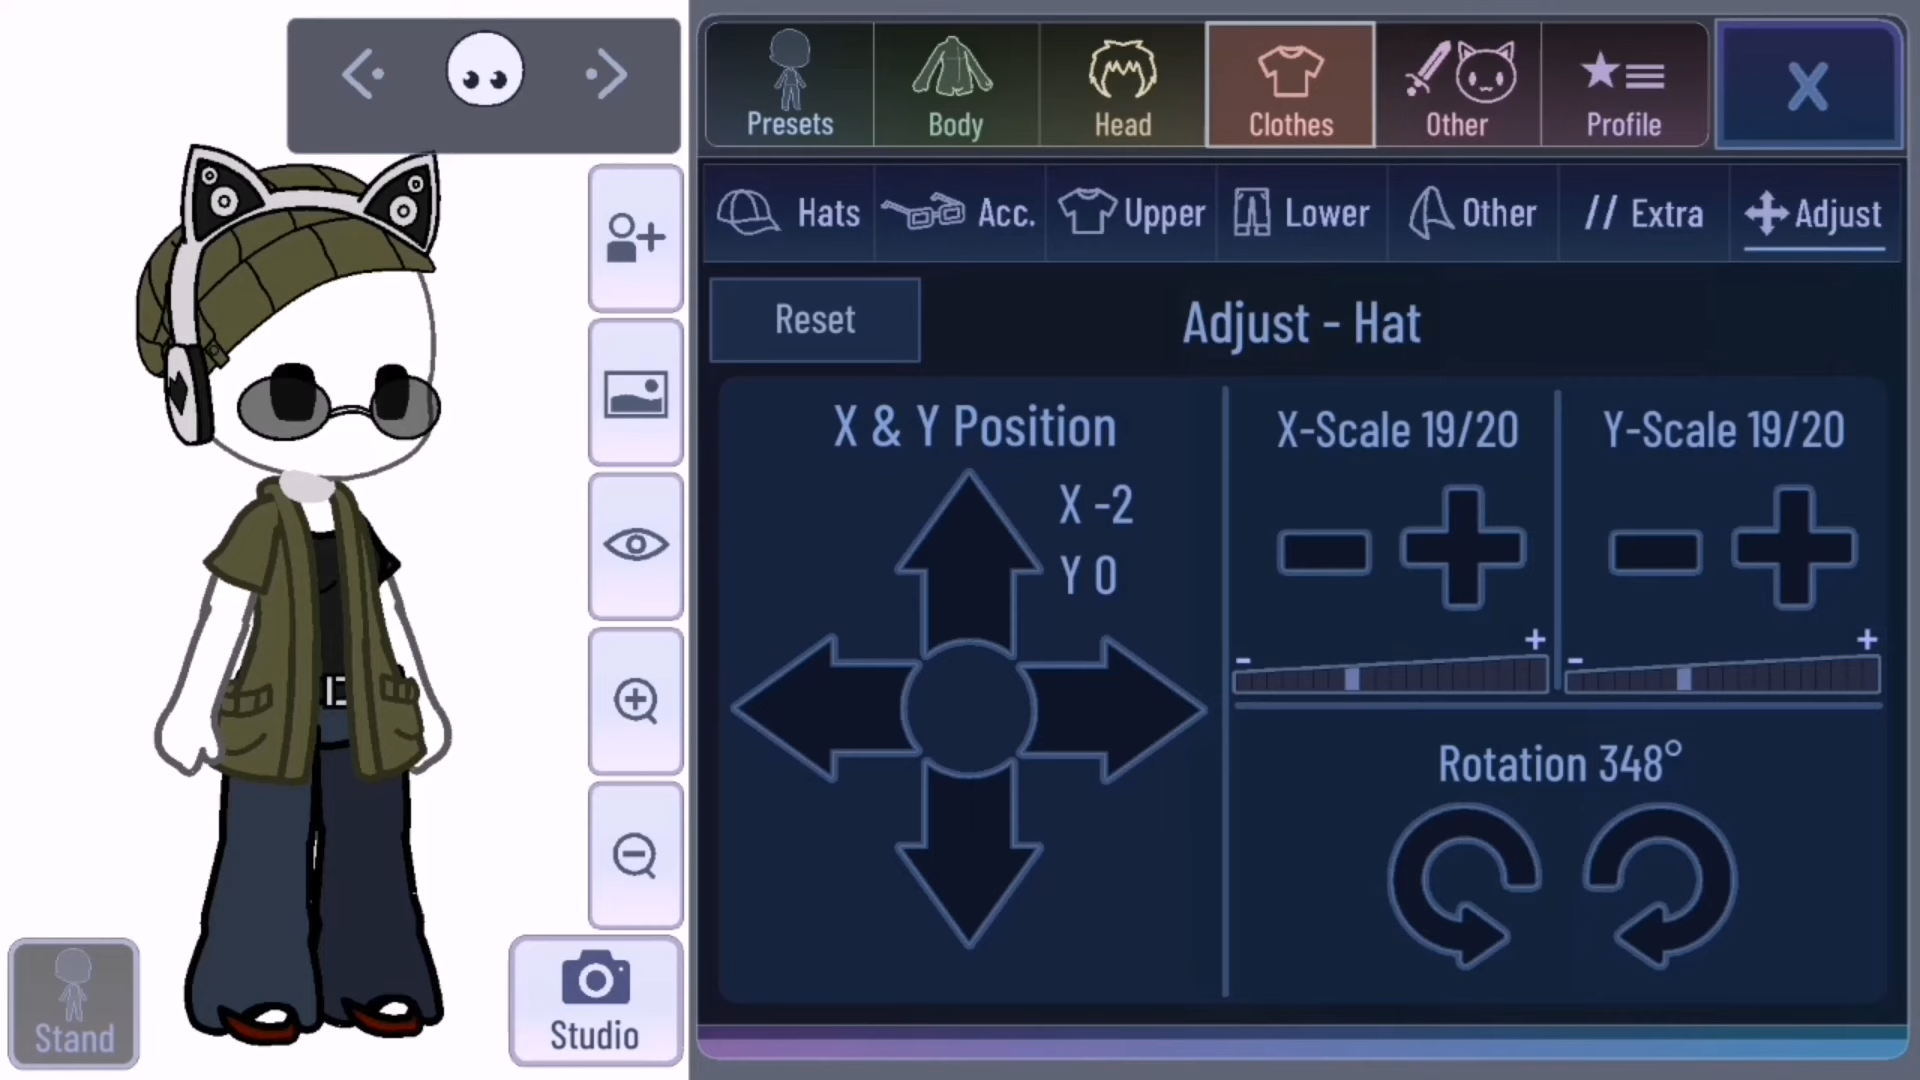 Presets
Body
Head
Clothes
Other
Profile
X
Hats
Acc.
Upper
Lower
Other
// Extra
Adjust
Reset
Adjust - Hat
X & Y Position
X -2
Y 0
X-Scale 19/20
Y-Scale 19/20
- +
- +
Rotation 348°
Stand
Studio